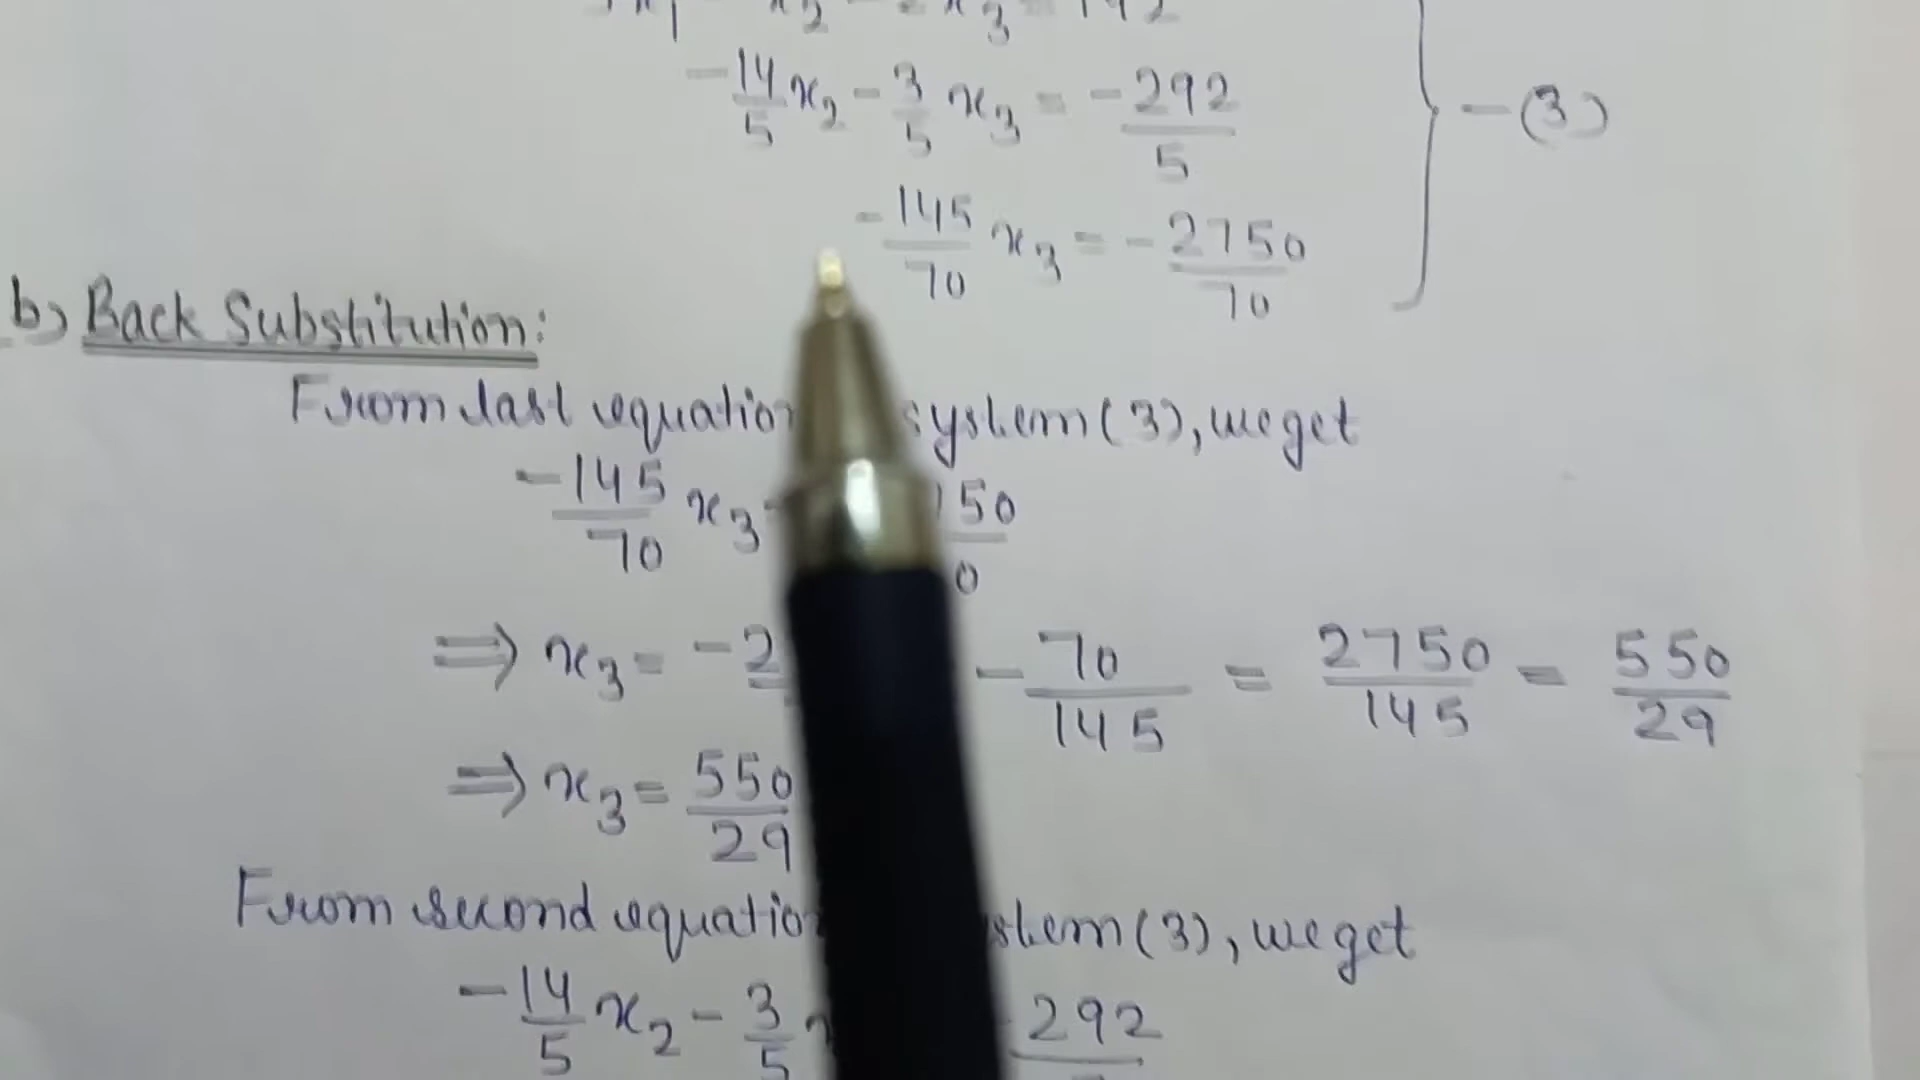 -14/5 x₂ - 3/5 x₃ = -292/5
-145/70 x₃ = -2750/70
} -(3)
b) Back Substitution:
From last equation system(3), we get
-145/70 x₃ 50
⇒ x₃ = -2 - 70/145 = 2750/145 = 550/29
⇒ x₃ = 550/29
From second equation (3), we get
-14/5 x₂ - 3/5 292